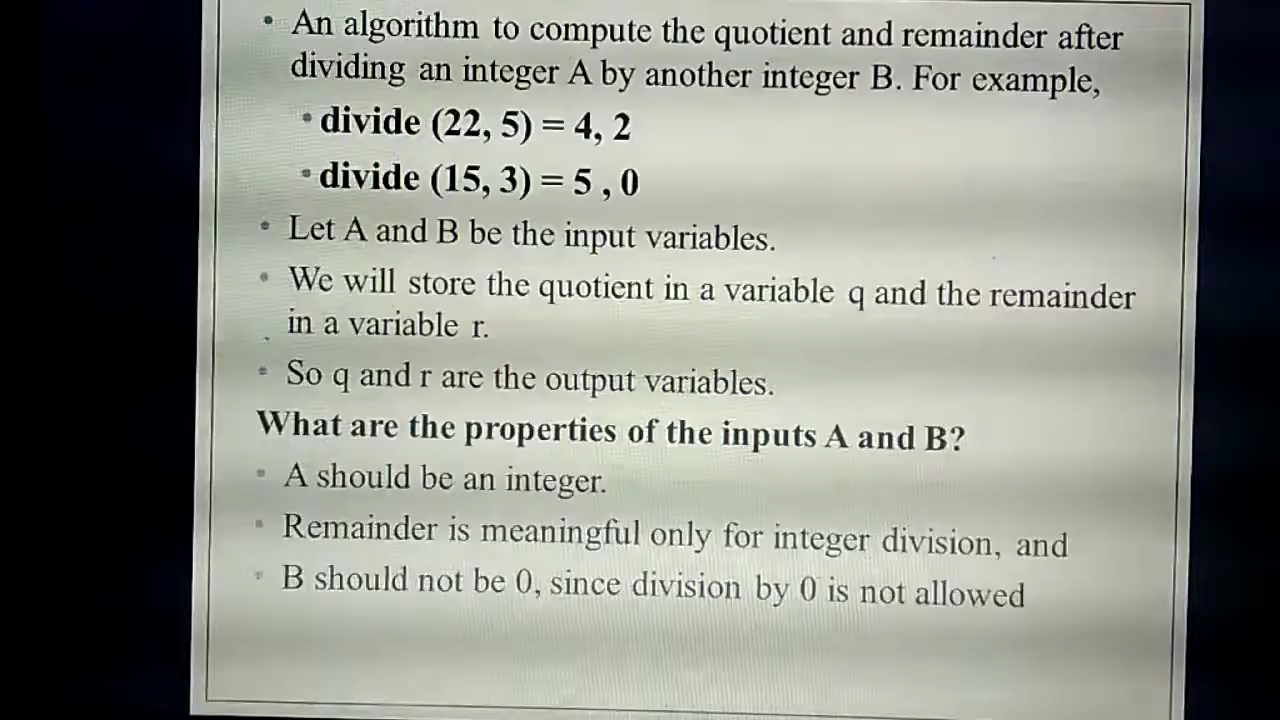 • An algorithm to compute the quotient and remainder after
dividing an integer A by another integer B. For example,
• divide (22, 5) = 4, 2
• divide (15, 3) = 5 , 0
• Let A and B be the input variables.
• We will store the quotient in a variable q and the remainder
in a variable r.
• So q and r are the output variables.
What are the properties of the inputs A and B?
• A should be an integer.
• Remainder is meaningful only for integer division, and
• B should not be 0, since division by 0 is not allowed